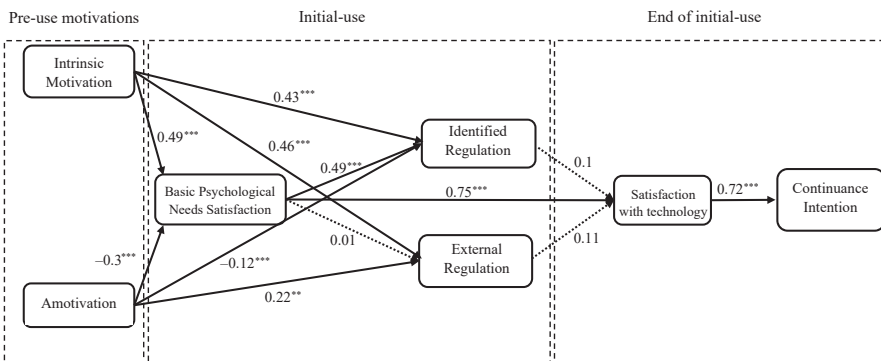 Pre-use motivations
Initial-use
End of initial-use
Intrinsic
Motivation
0.43***
Identified
Regulation
0.49***
0.46***
0.49***
0.1
Basic Psychological
Needs Satisfaction
0.75***
Satisfaction
with technology
0.72***
Continuance
Intention
0.01
0.11
–0.3***
–0.12***
External
Regulation
Amotivation
0.22**